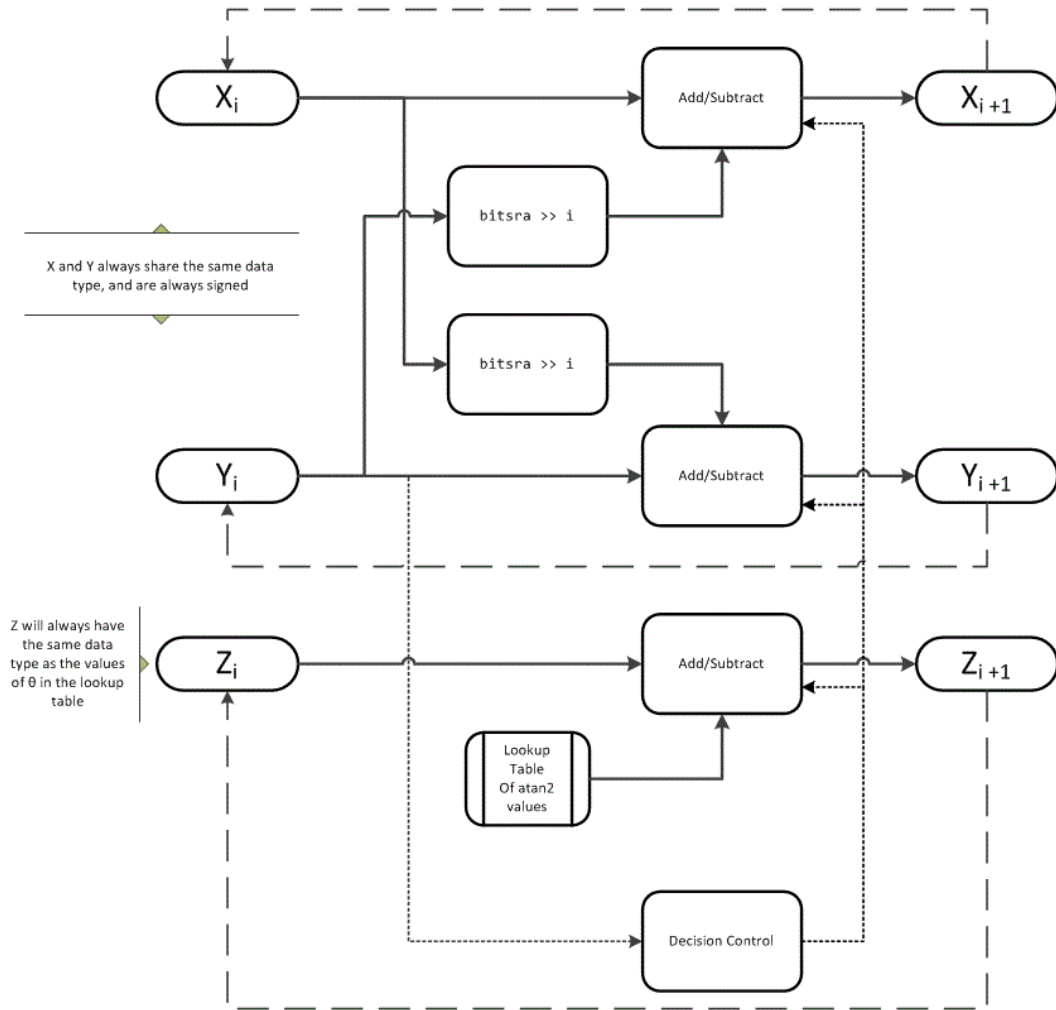 Xi
Add/Subtract
Xi+1
bitsra >> i
X and Y always share the same data
type, and are always signed
bitsra >> i
Yi
Add/Subtract
Yi+1
Z will always have
the same data
type as the values
of θ in the lookup
table
Zi
Add/Subtract
Zi+1
Lookup
Table
Of atan2
values
Decision Control